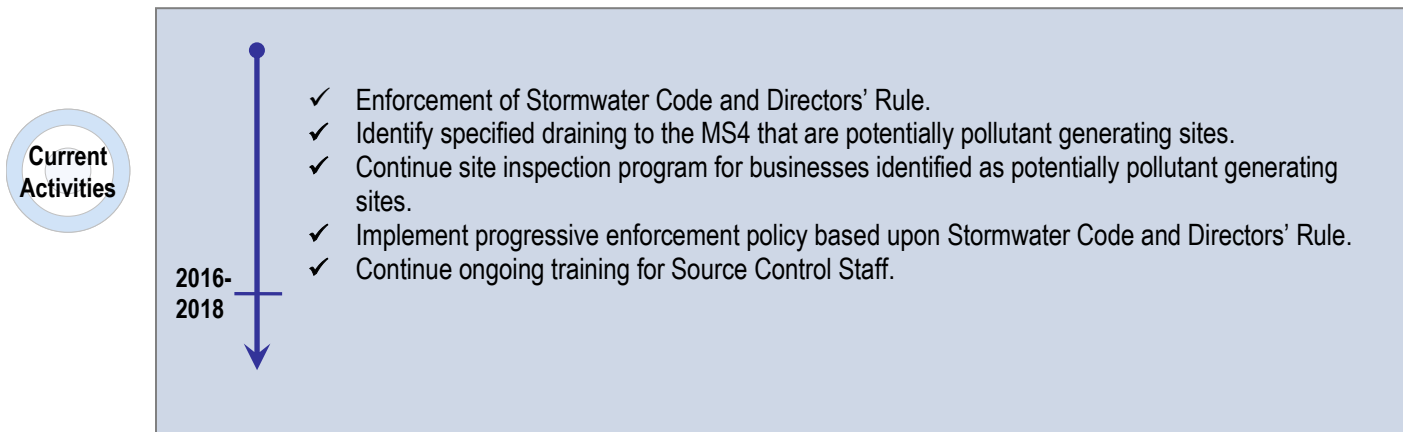 Current
Activities
✓ Enforcement of Stormwater Code and Directors’ Rule.
✓ Identify specified draining to the MS4 that are potentially pollutant generating sites.
✓ Continue site inspection program for businesses identified as potentially pollutant generating
sites.
✓ Implement progressive enforcement policy based upon Stormwater Code and Directors’ Rule.
✓ Continue ongoing training for Source Control Staff.
2016-
2018